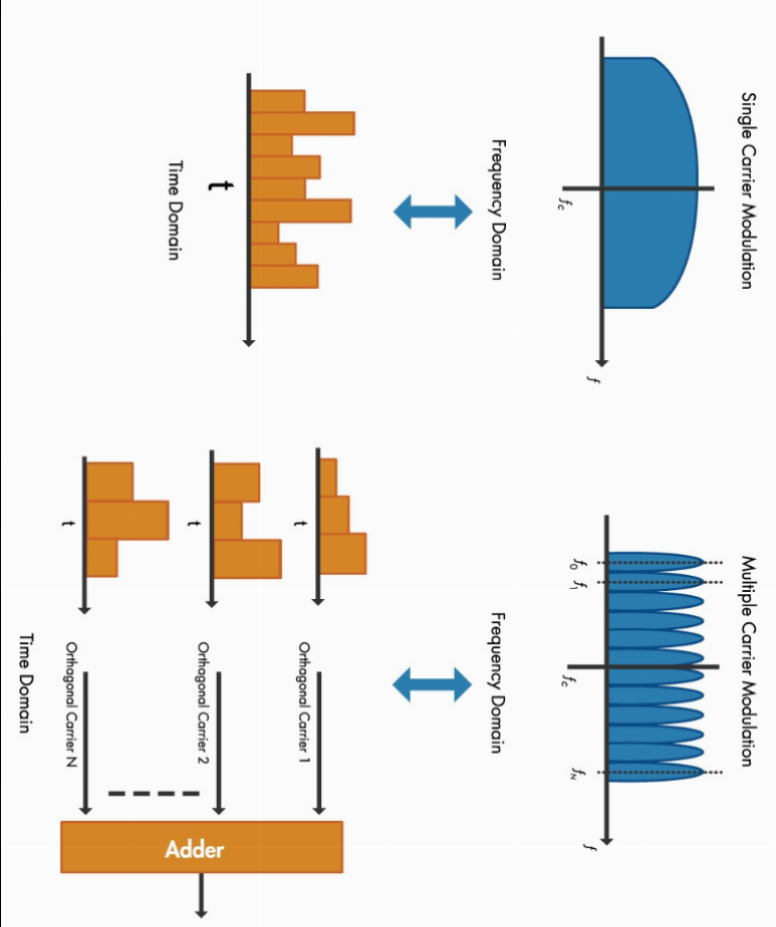 Single Carrier Modulation
f_c
f
Frequency Domain
t
Time Domain
Multiple Carrier Modulation
f_0
f_1
f_c
f_N
f
Frequency Domain
t
Orthogonal Carrier 1
t
Orthogonal Carrier 2
t
Orthogonal Carrier N
Adder
Time Domain